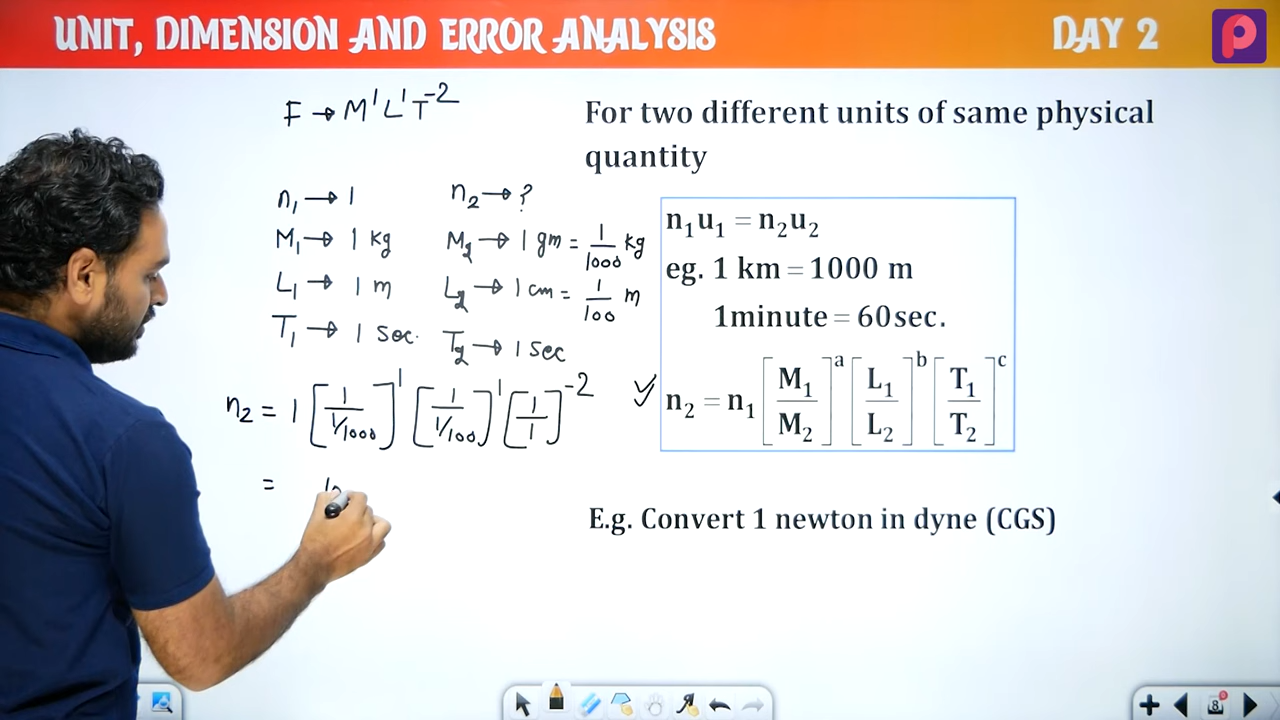 UNIT, DIMENSION AND ERROR ANALYSIS
DAY 2
F → M¹L¹T⁻²
n₁ → 1
n₂ → ?
M₁ → 1 kg
M₂ → 1 gm = 1/1000 kg
L₁ → 1 m
L₂ → 1 cm = 1/100 m
T₁ → 1 Sec.
T₂ → 1 Sec
n₂ = 1 [1 / 1/1000]¹ [1 / 1/100]¹ [1/1]⁻²
= 10
For two different units of same physical
quantity
n₁u₁ = n₂u₂
eg. 1 km = 1000 m
1minute = 60sec.
n₂ = n₁ [M₁/M₂]ᵃ [L₁/L₂]ᵇ [T₁/T₂]ᶜ
E.g. Convert 1 newton in dyne (CGS)
8